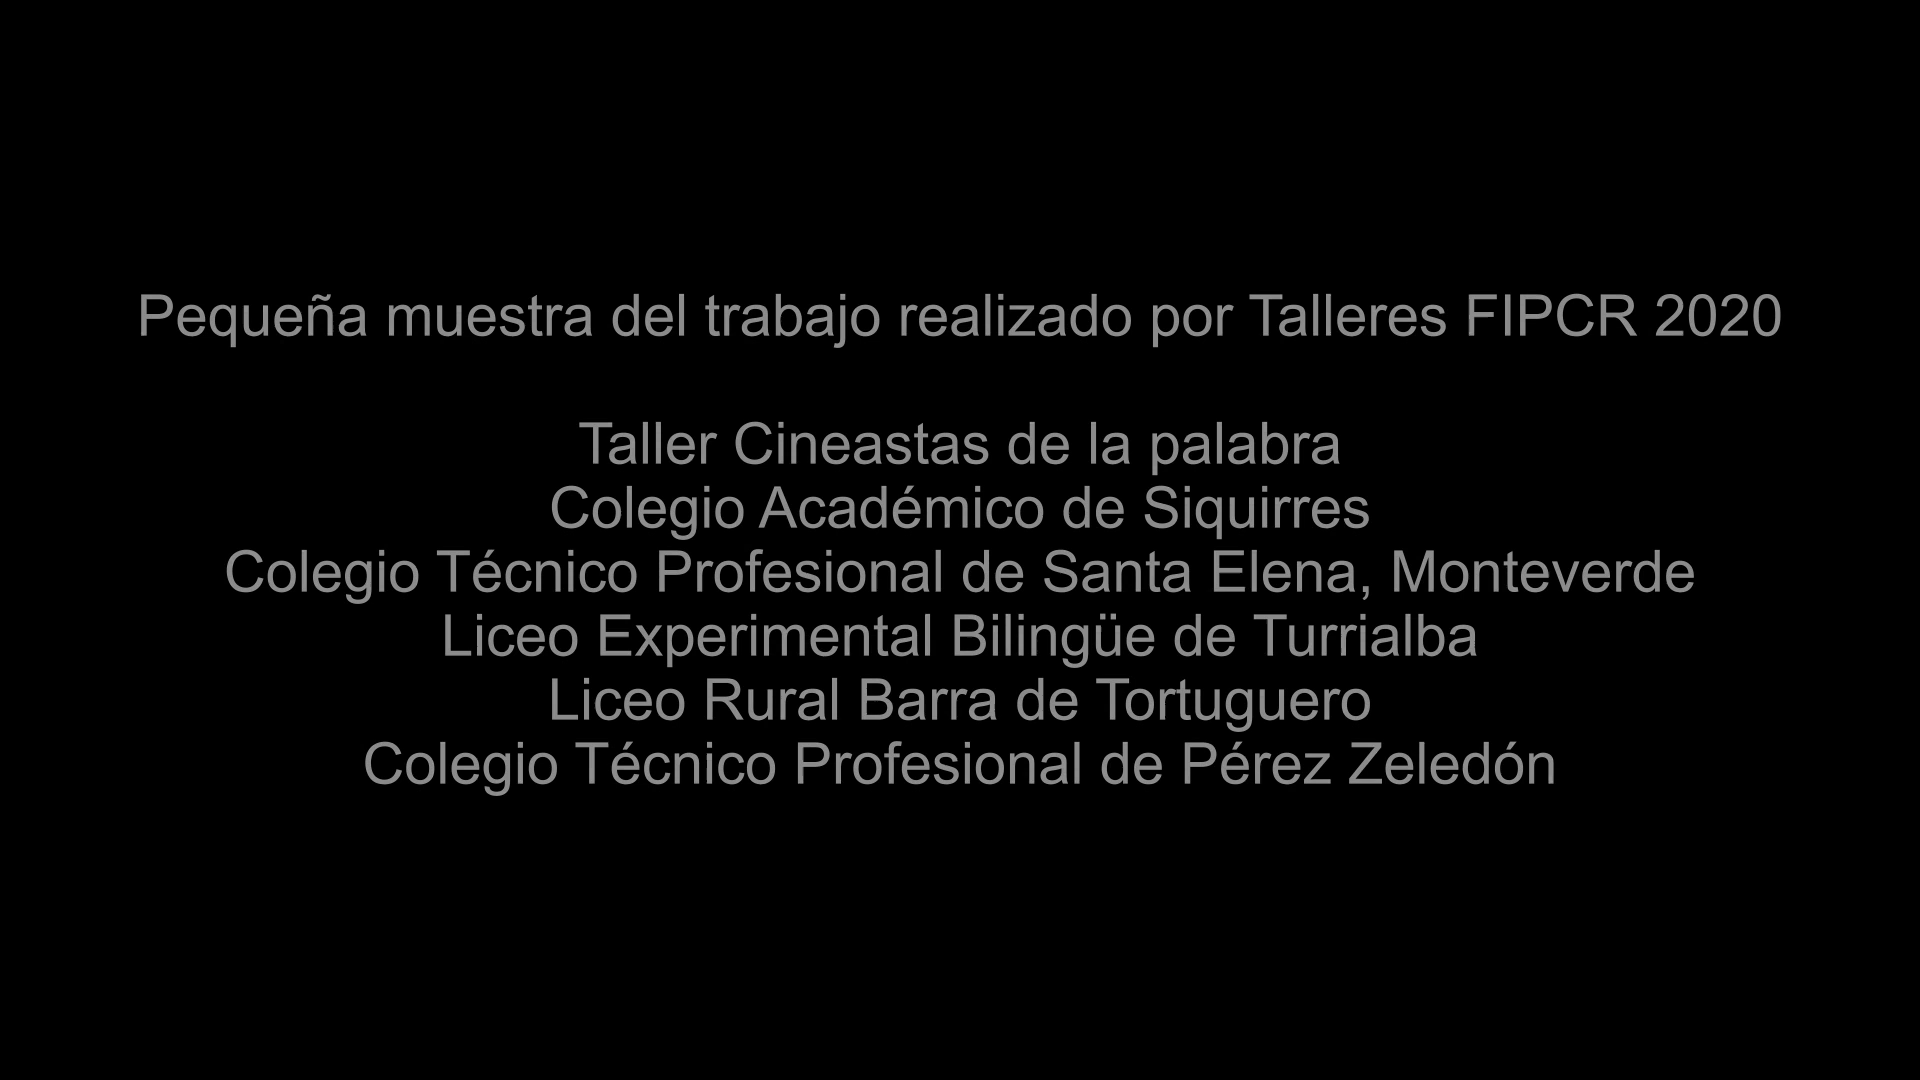 Pequeña muestra del trabajo realizado por Talleres FIPCR 2020
Taller Cineastas de la palabra
Colegio Académico de Siquirres
Colegio Técnico Profesional de Santa Elena, Monteverde
Liceo Experimental Bilingüe de Turrialba
Liceo Rural Barra de Tortuguero
Colegio Técnico Profesional de Pérez Zeledón